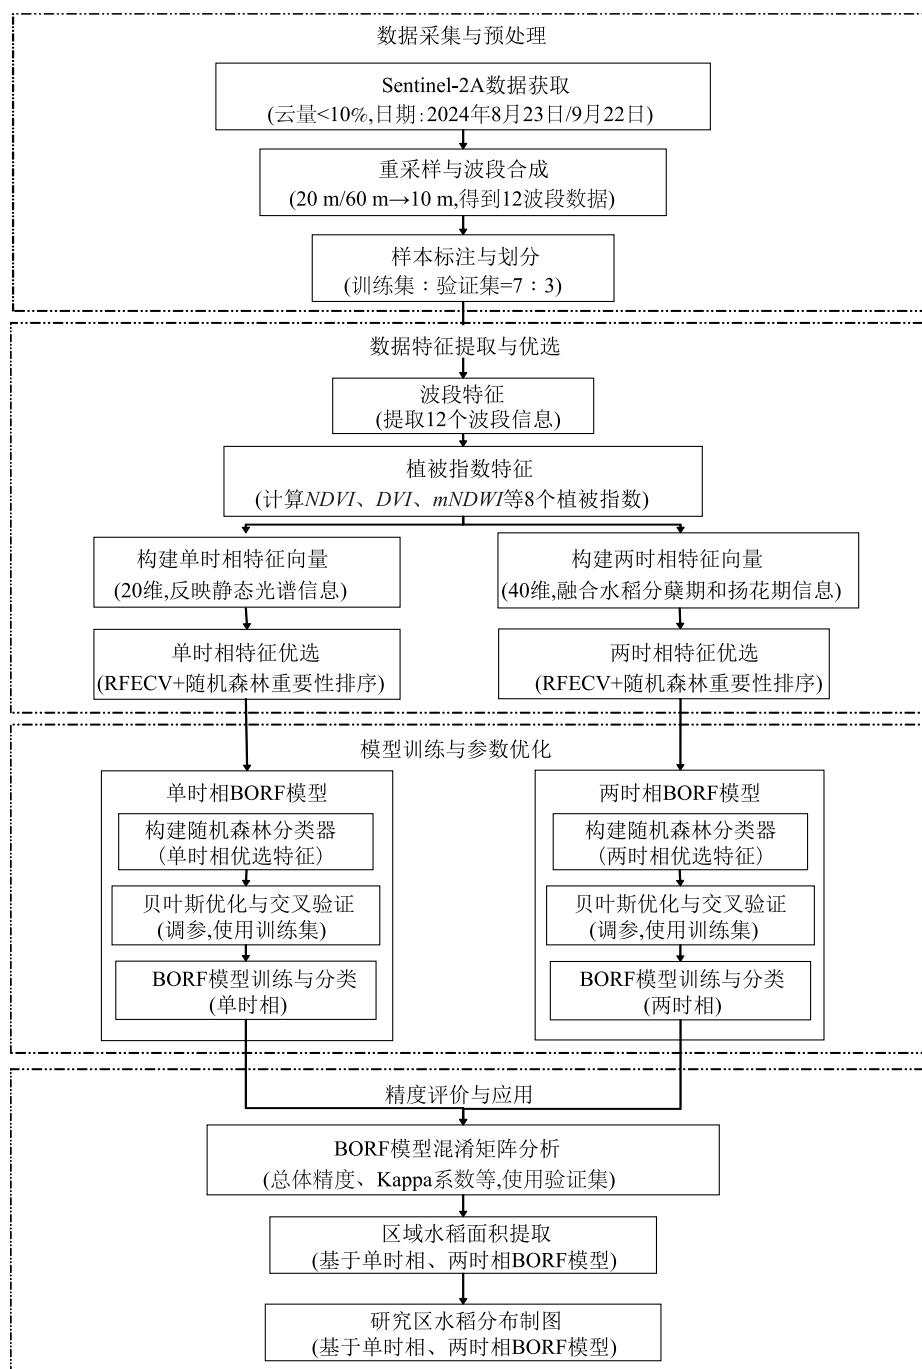 数据采集与预处理
Sentinel-2A数据获取
(云量<10%,日期:2024年8月23日/9月22日)
重采样与波段合成
(20 m/60 m→10 m,得到12波段数据)
样本标注与划分
(训练集：验证集=7：3)
数据特征提取与优选
波段特征
(提取12个波段信息)
植被指数特征
(计算NDVI、DVI、mNDWI等8个植被指数)
构建单时相特征向量
(20维,反映静态光谱信息)
构建两时相特征向量
(40维,融合水稻分蘖期和扬花期信息)
单时相特征优选
(RFECV+随机森林重要性排序)
两时相特征优选
(RFECV+随机森林重要性排序)
模型训练与参数优化
单时相BORF模型
构建随机森林分类器
（单时相优选特征）
贝叶斯优化与交叉验证
(调参,使用训练集)
BORF模型训练与分类
(单时相)
两时相BORF模型
构建随机森林分类器
（两时相优选特征）
贝叶斯优化与交叉验证
(调参,使用训练集)
BORF模型训练与分类
(两时相)
精度评价与应用
BORF模型混淆矩阵分析
(总体精度、Kappa系数等,使用验证集)
区域水稻面积提取
(基于单时相、两时相BORF模型)
研究区水稻分布制图
(基于单时相、两时相BORF模型)